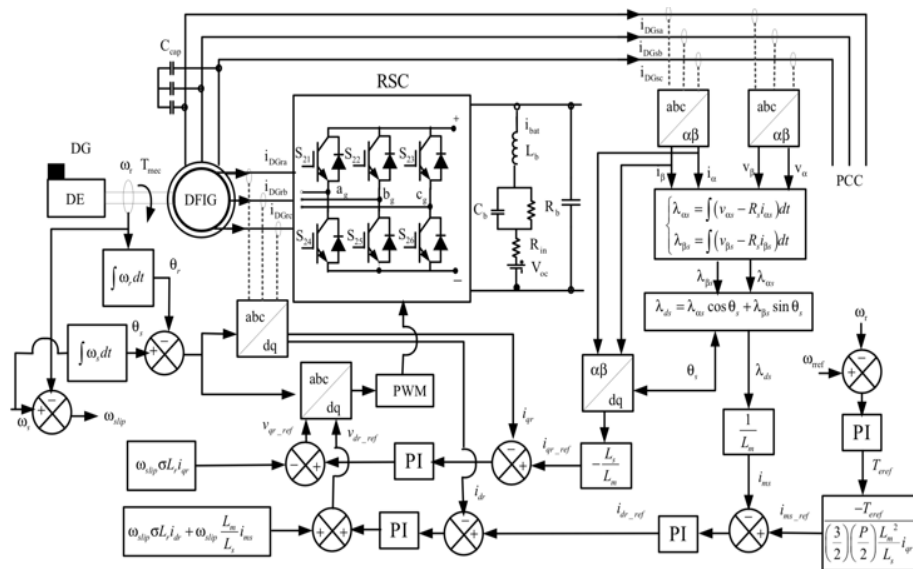 C_cap
i_DGsa
i_DGsb
i_DGsc
RSC
DG
ω_r T_mec
DE
DFIG
i_DGra
i_DGrb
i_DGrc
S_21 S_22 S_23
a_g b_g c_g
S_24 S_25 S_26
+
−
i_bat
L_b
C_b
R_b
R_in
V_oc
abc
αβ
abc
αβ
PCC
i_β i_α v_β v_α
λ_αs = ∫(v_αs − R_s i_αs)dt
λ_βs = ∫(v_βs − R_s i_βs)dt
λ_βs λ_αs
λ_ds = λ_αs cos θ_s + λ_βs sin θ_s
∫ω_r dt
θ_r
∫ω_s dt
θ_s
+ −
abc
dq
abc
dq
PWM
αβ
dq
θ_s
λ_ds
ω_r
ω_rref
− +
PI
T_eref
ω_r
+ −
ω_slip
v_qr_ref v_dr_ref
i_qr
i_qr_ref
−L_s/L_m
1/L_m
i_ms
ω_slip σL_r i_qr
− +
PI
− +
i_dr
ω_slip σL_r i_dr + ω_slip L_m/L_s i_ms
+ +
PI
− +
i_dr_ref
PI
− +
i_ms_ref
−T_eref/(3/2)(P/2)L_m²/L_s i_qr